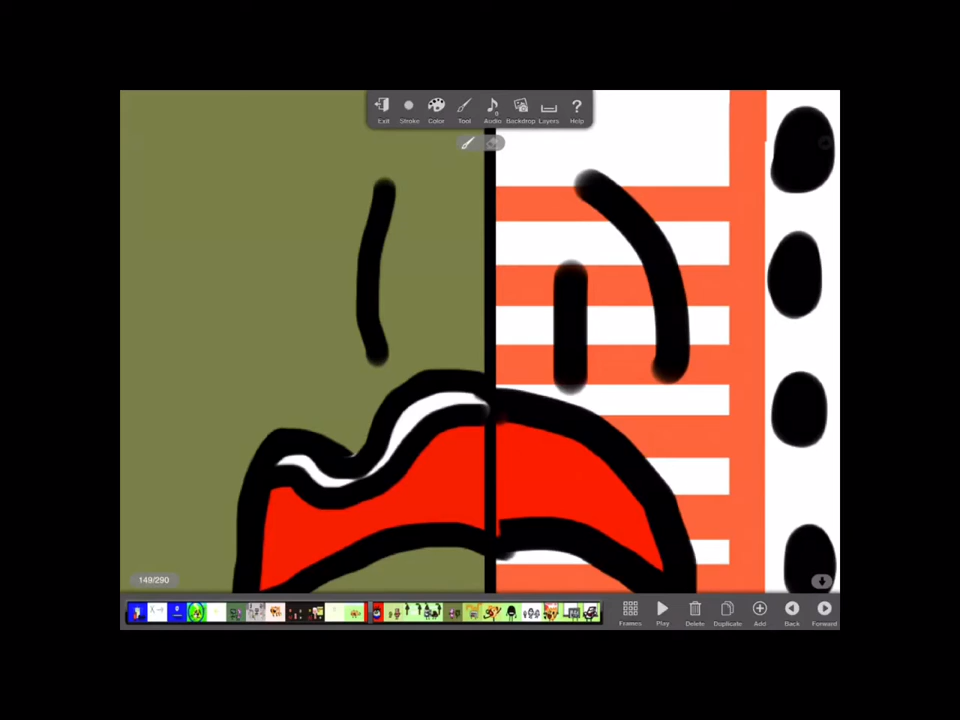 Exit Stroke Color Tool Audio Backdrop Layers Help
149/290
Frames Play Delete Duplicate Add Back Forward